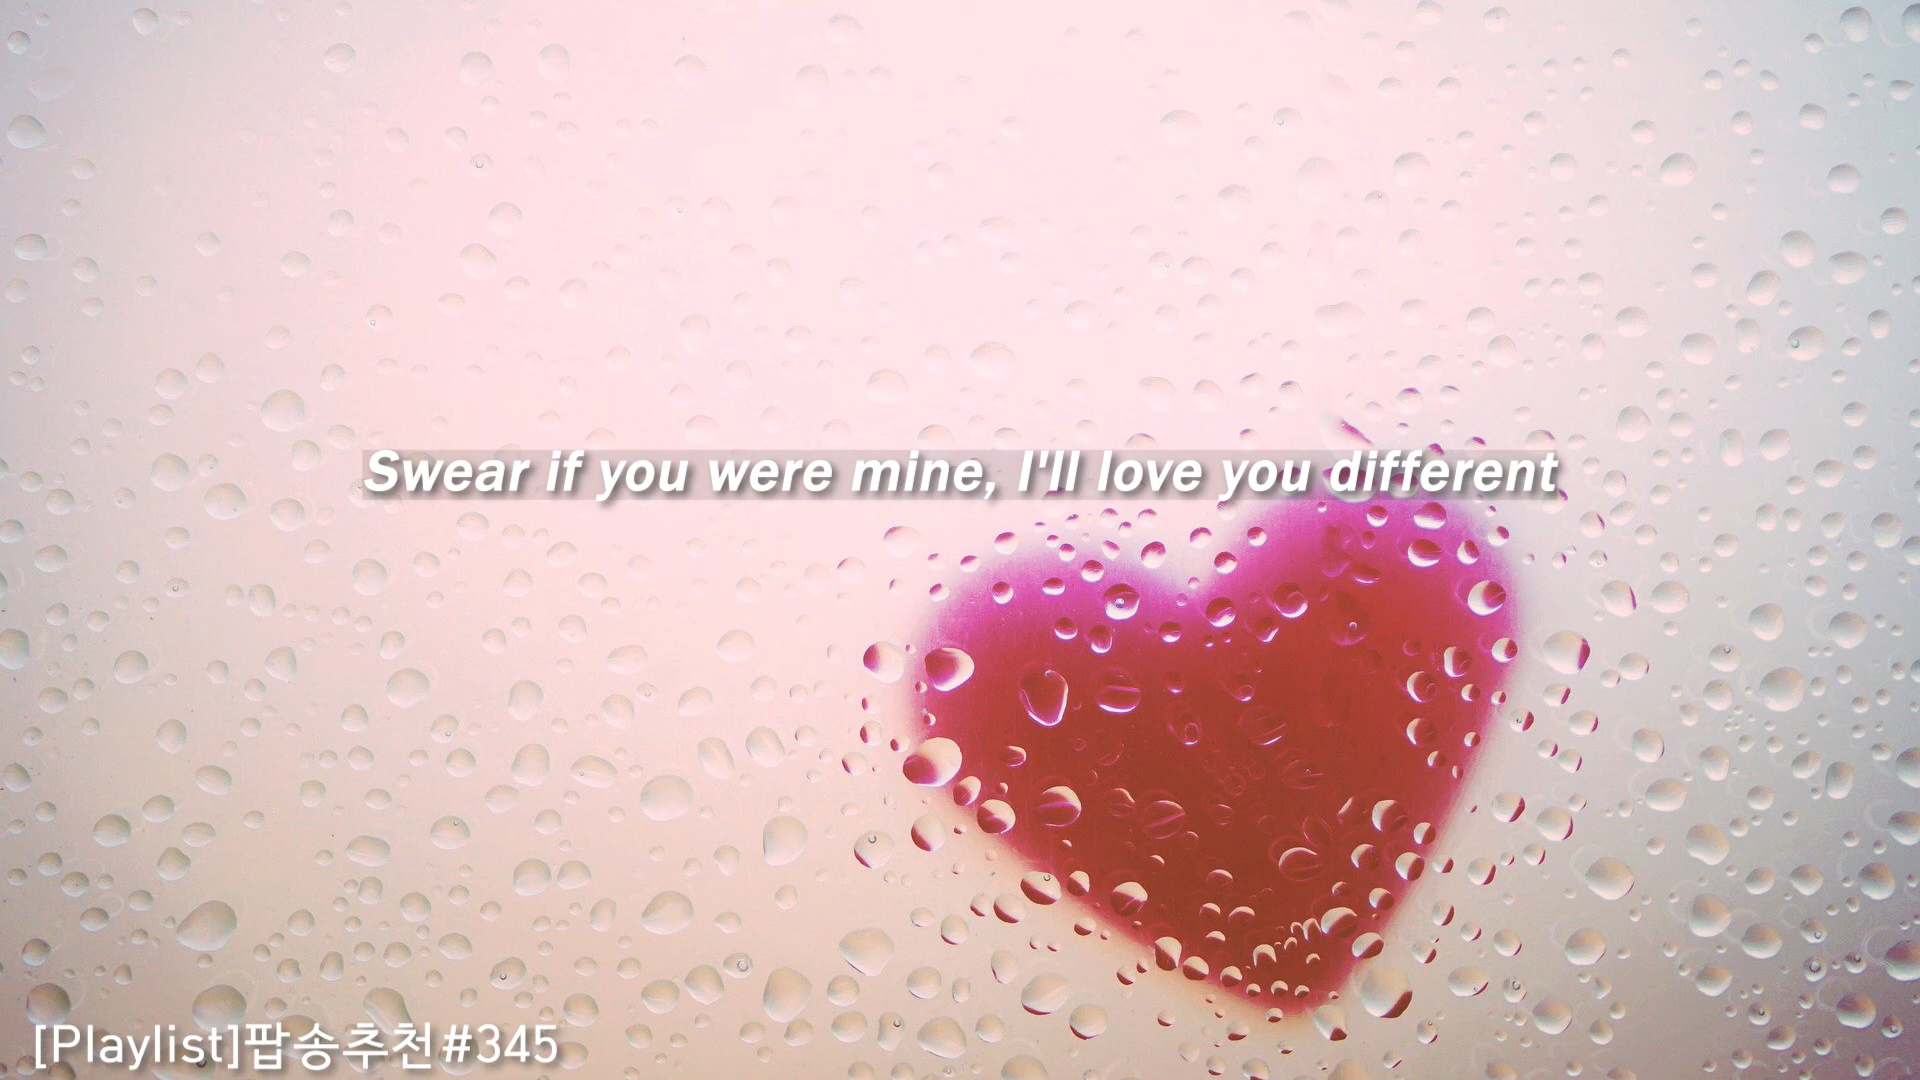 Swear if you were mine, I'll love you different
[Playlist]팝송추천#345